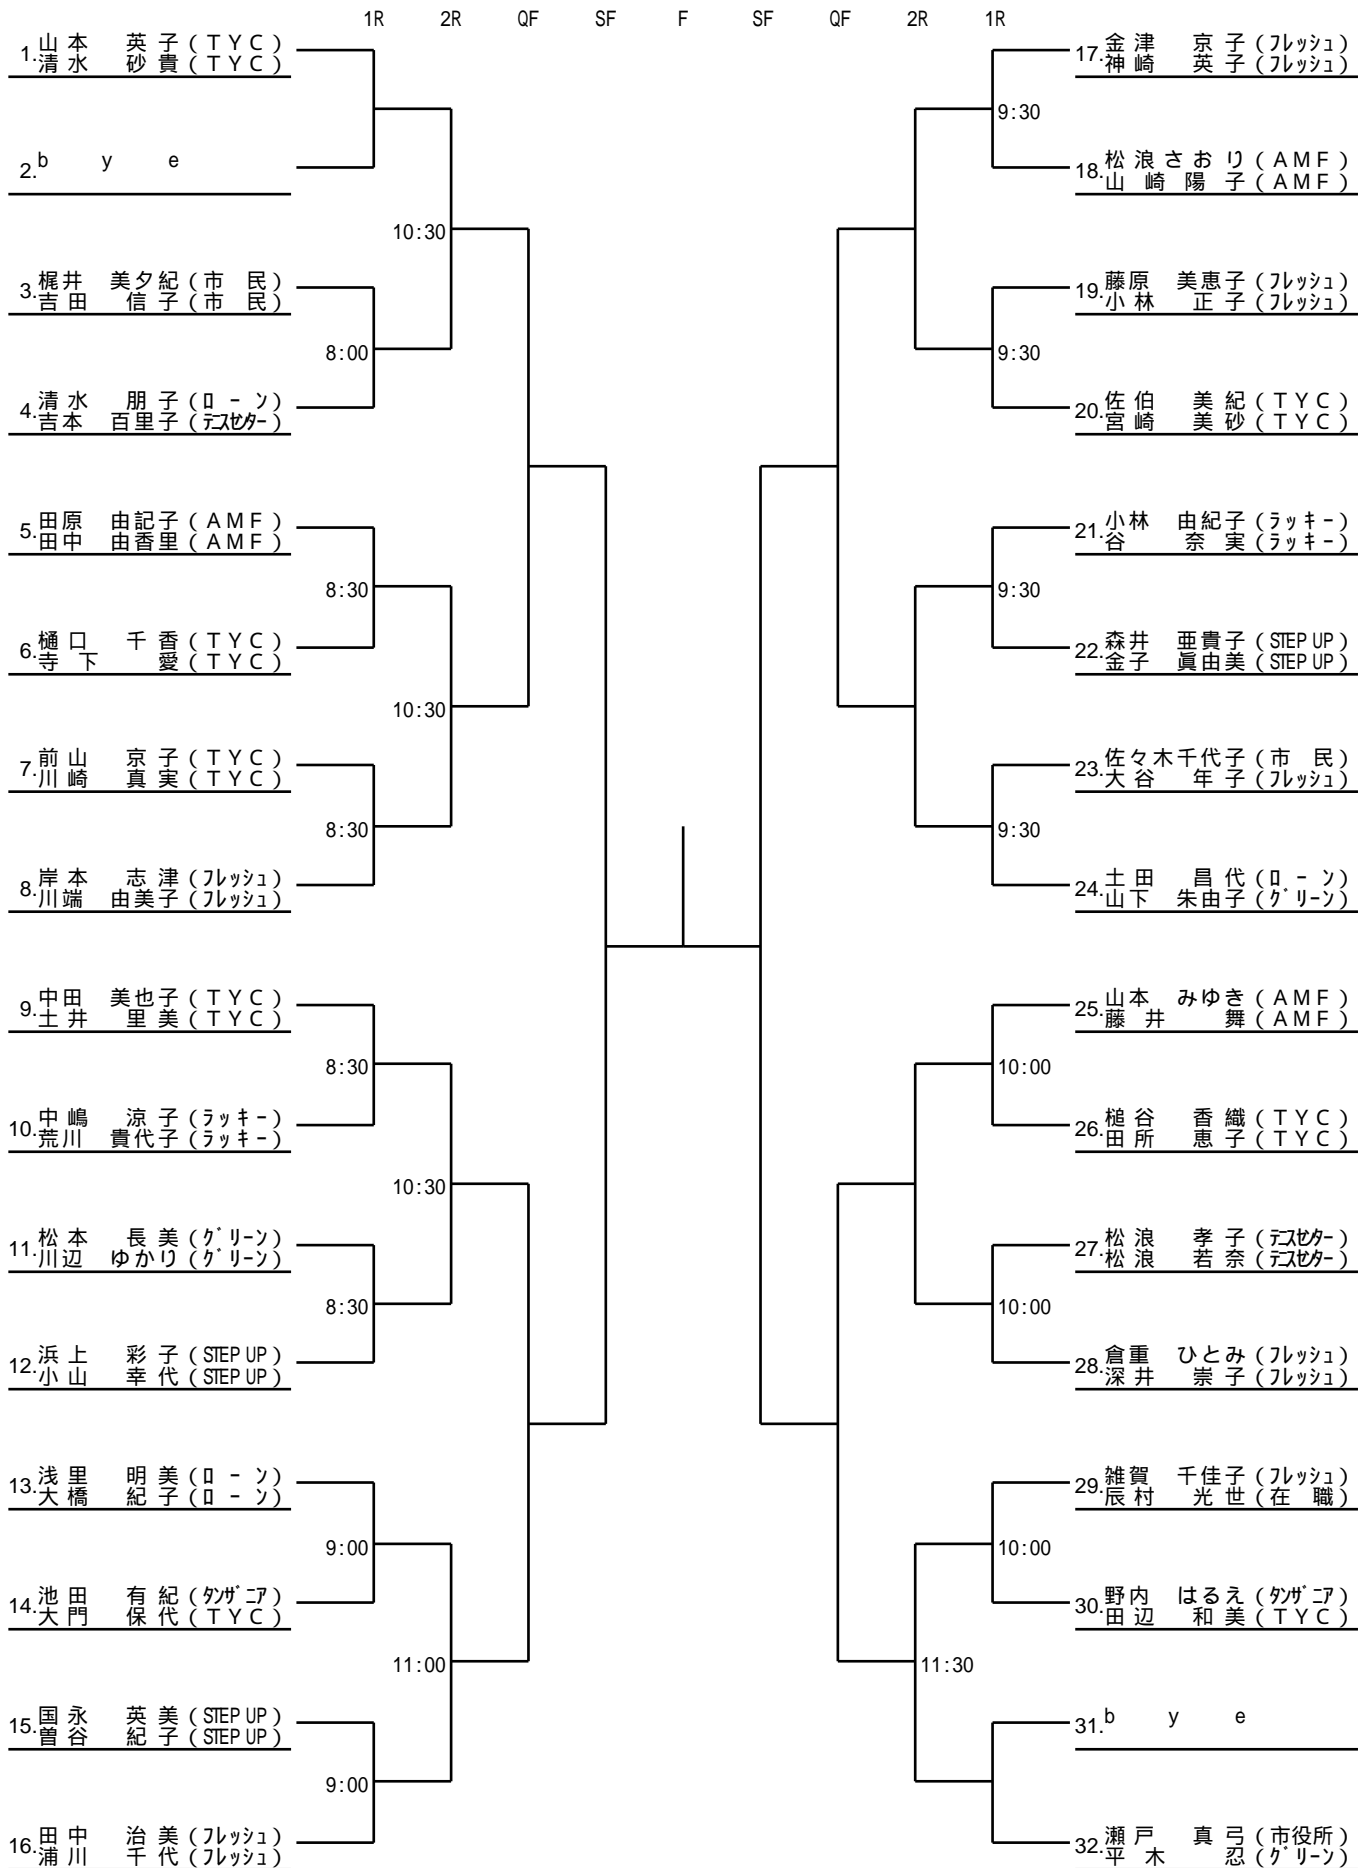 1R 2R QF SF F SF QF 2R 1R
1. 山本 英子 (TYC)
清水 砂貴 (TYC)
2. b y e
10:30
3. 梶井 美夕紀 (市 民)
吉田 信子 (市 民)
8:00
4. 清水 朋子 (ローン)
吉本 百里子 (テニスセンター)
5. 田原 由記子 (AMF)
田中 由香里 (AMF)
8:30
6. 樋口 千香 (TYC)
寺下 愛 (TYC)
10:30
7. 前山 京子 (TYC)
川崎 真実 (TYC)
8:30
8. 岸本 志津 (フレッシュ)
川端 由美子 (フレッシュ)
9. 中田 美也子 (TYC)
土井 里美 (TYC)
8:30
10. 中嶋 涼子 (ラッキー)
荒川 貴代子 (ラッキー)
10:30
11. 松本 長美 (グリーン)
川辺 ゆかり (グリーン)
8:30
12. 浜上 彩子 (STEP UP)
小山 幸代 (STEP UP)
13. 浅里 明美 (ローン)
大橋 紀子 (ローン)
9:00
14. 池田 有紀 (タンザニア)
大門 保代 (TYC)
11:00
15. 国永 英美 (STEP UP)
曽谷 紀子 (STEP UP)
9:00
16. 田中 治美 (フレッシュ)
浦川 千代 (フレッシュ)
17. 金津 京子 (フレッシュ)
神崎 英子 (フレッシュ)
9:30
18. 松浪さおり (AMF)
山崎陽子 (AMF)
19. 藤原 美恵子 (フレッシュ)
小林 正子 (フレッシュ)
9:30
20. 佐伯 美紀 (TYC)
宮崎 美砂 (TYC)
21. 小林 由紀子 (ラッキー)
谷 奈実 (ラッキー)
9:30
22. 森井 亜貴子 (STEP UP)
金子 眞由美 (STEP UP)
23. 佐々木千代子 (市 民)
大谷 年子 (フレッシュ)
9:30
24. 土田 昌代 (ローン)
山下 朱由子 (グリーン)
25. 山本 みゆき (AMF)
藤井 舞 (AMF)
10:00
26. 槌谷 香織 (TYC)
田所 恵子 (TYC)
27. 松浪 孝子 (テニスセンター)
松浪 若奈 (テニスセンター)
10:00
28. 倉重 ひとみ (フレッシュ)
深井 崇子 (フレッシュ)
29. 雑賀 千佳子 (フレッシュ)
辰村 光世 (在 職)
10:00
30. 野内 はるえ (タンザニア)
田辺 和美 (TYC)
11:30
31. b y e
32. 瀬戸 真弓 (市役所)
平木 忍 (グリーン)